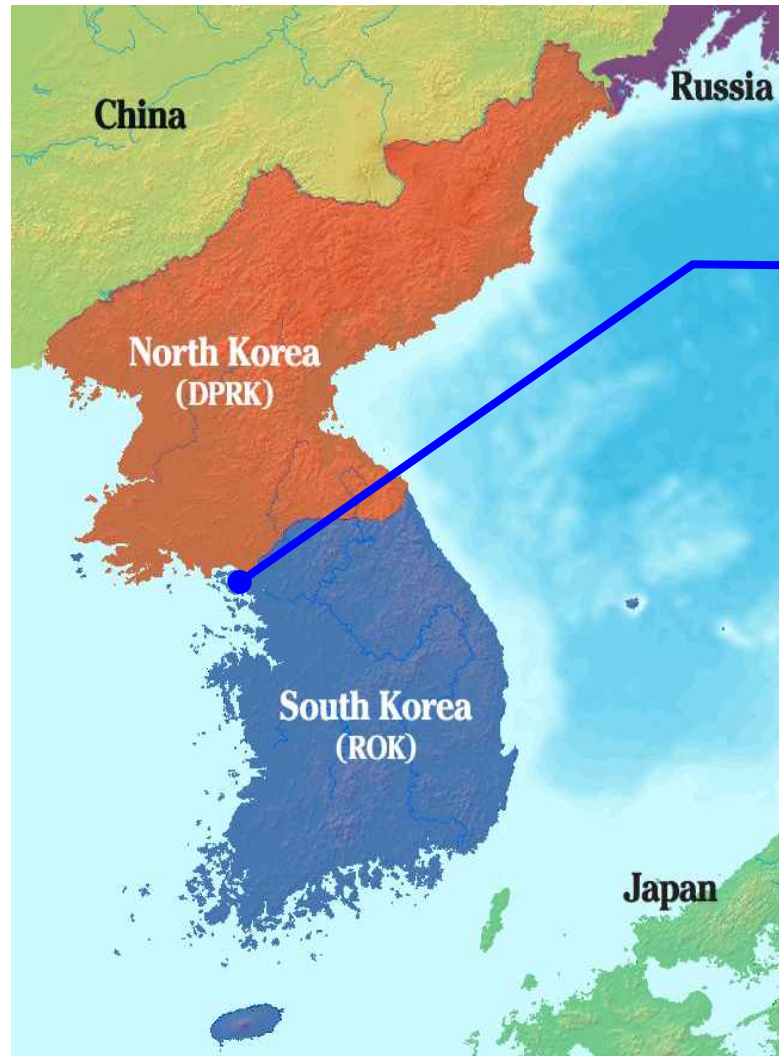 China
Russia
North Korea
(DPRK)
South Korea
(ROK)
Japan